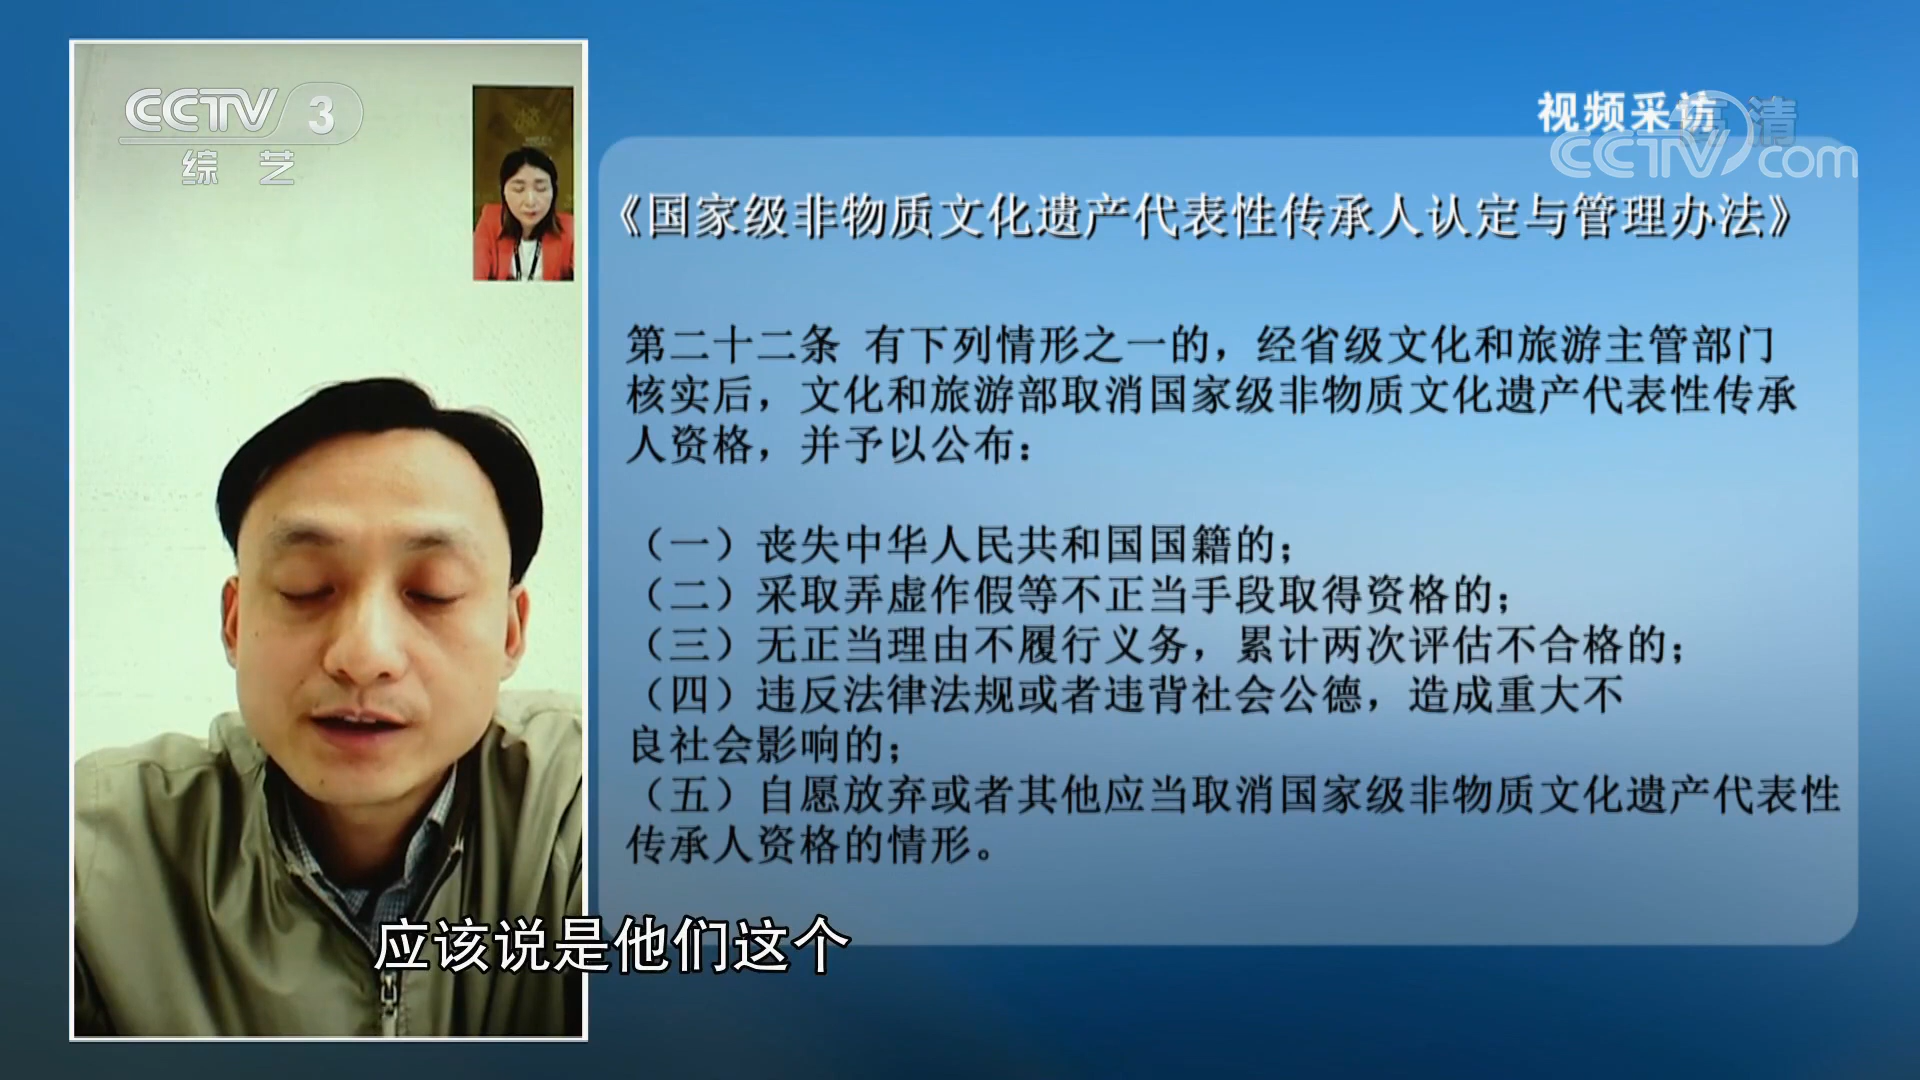 CCTV 3
综 艺
视频采访
高清
CCTV.com
《国家级非物质文化遗产代表性传承人认定与管理办法》
第二十二条 有下列情形之一的，经省级文化和旅游主管部门
核实后，文化和旅游部取消国家级非物质文化遗产代表性传承
人资格，并予以公布：
（一）丧失中华人民共和国国籍的；
（二）采取弄虚作假等不正当手段取得资格的；
（三）无正当理由不履行义务，累计两次评估不合格的；
（四）违反法律法规或者违背社会公德，造成重大不
良社会影响的；
（五）自愿放弃或者其他应当取消国家级非物质文化遗产代表性
传承人资格的情形。
应该说是他们这个